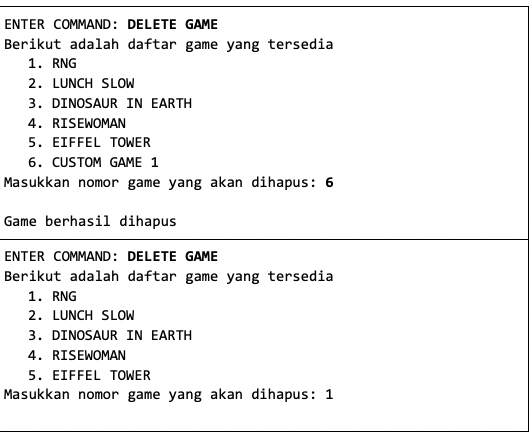 ENTER COMMAND: DELETE GAME
Berikut adalah daftar game yang tersedia
1. RNG
2. LUNCH SLOW
3. DINOSAUR IN EARTH
4. RISEWOMAN
5. EIFFEL TOWER
6. CUSTOM GAME 1
Masukkan nomor game yang akan dihapus: 6
Game berhasil dihapus
ENTER COMMAND: DELETE GAME
Berikut adalah daftar game yang tersedia
1. RNG
2. LUNCH SLOW
3. DINOSAUR IN EARTH
4. RISEWOMAN
5. EIFFEL TOWER
Masukkan nomor game yang akan dihapus: 1